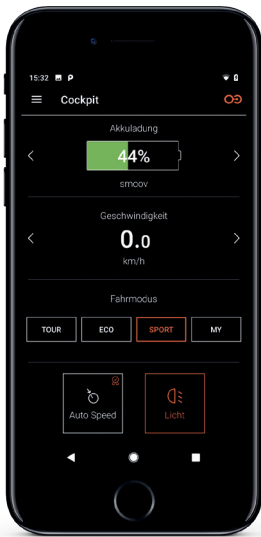 15:32
Cockpit
Akkuladung
44%
smoov
Geschwindigkeit
0.0
km/h
Fahrmodus
TOUR ECO SPORT MY
Auto Speed Licht